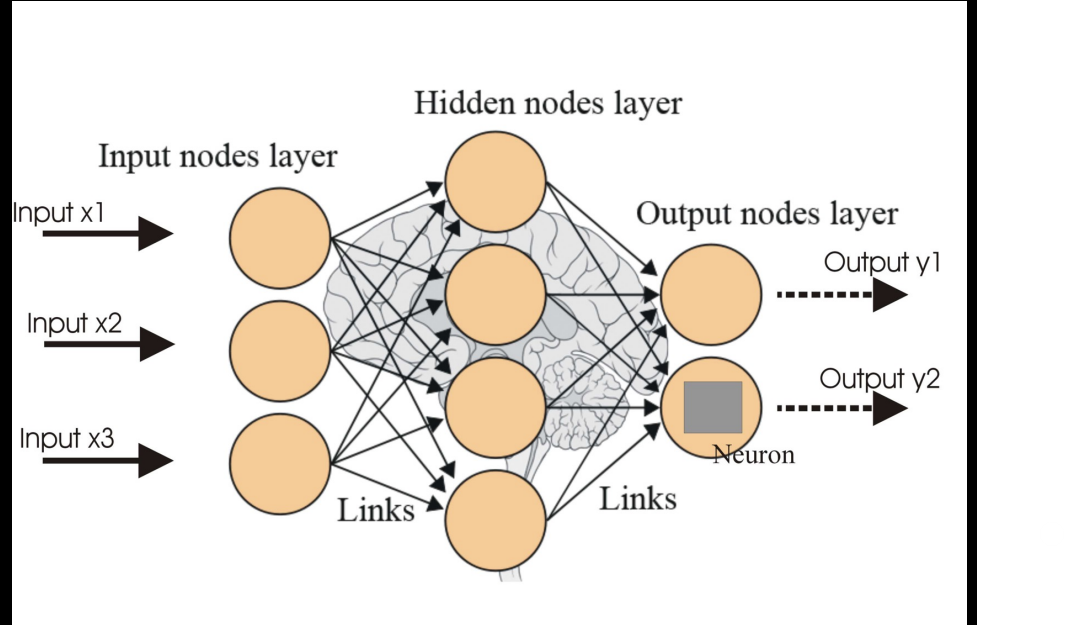 Hidden nodes layer
Input nodes layer
Input x1
Output nodes layer
Output y1
Input x2
Output y2
Input x3
Neuron
Links
Links